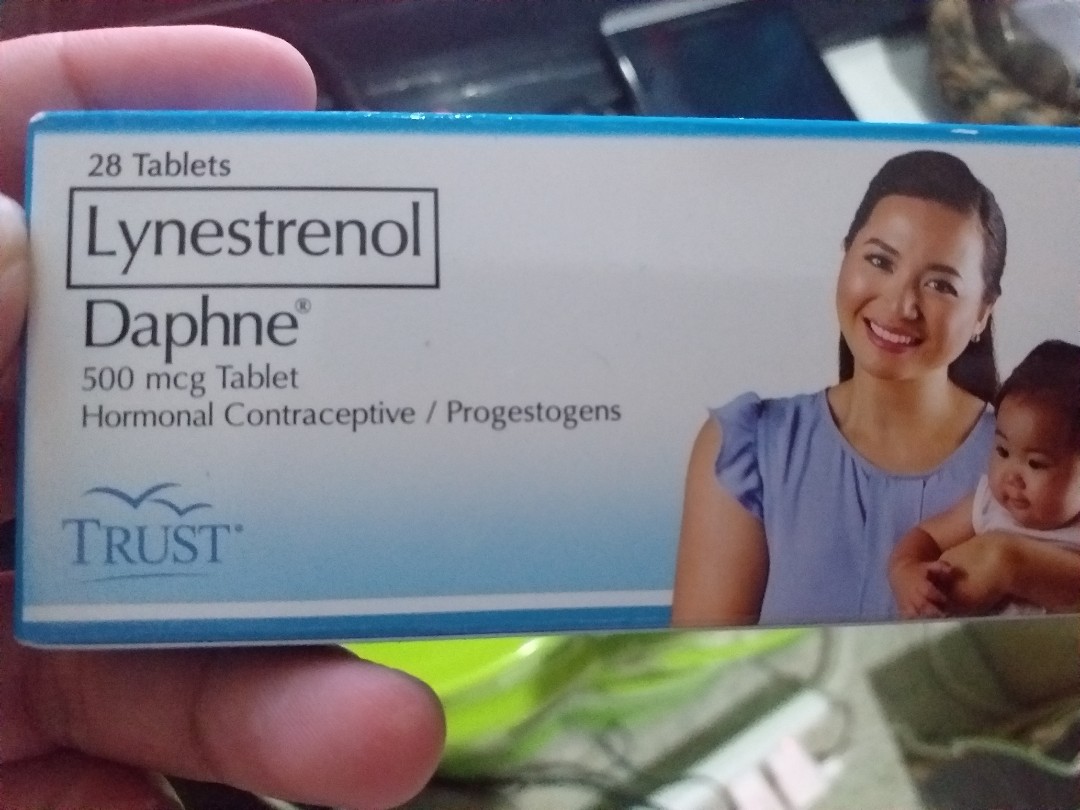 28 Tablets
Lynestrenol
Daphne®
500 mcg Tablet
Hormonal Contraceptive / Progestogens
TRUST®